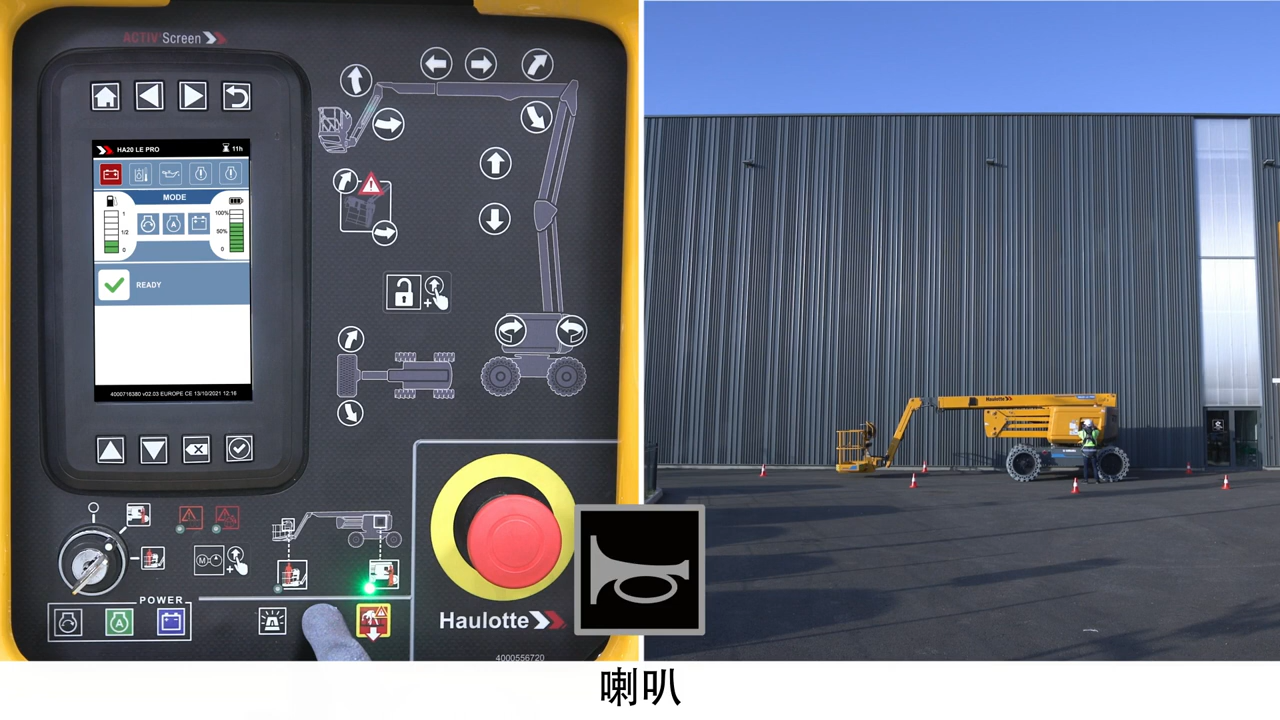 ACTIV' Screen
HA20 LE PRO
11h
MODE
1
1/2
0
100%
50%
0
A
READY
4000716380 v02.03 EUROPE CE 13/10/2021 12:16
M
POWER
A
Haulotte
4000556720
Haulotte
喇叭